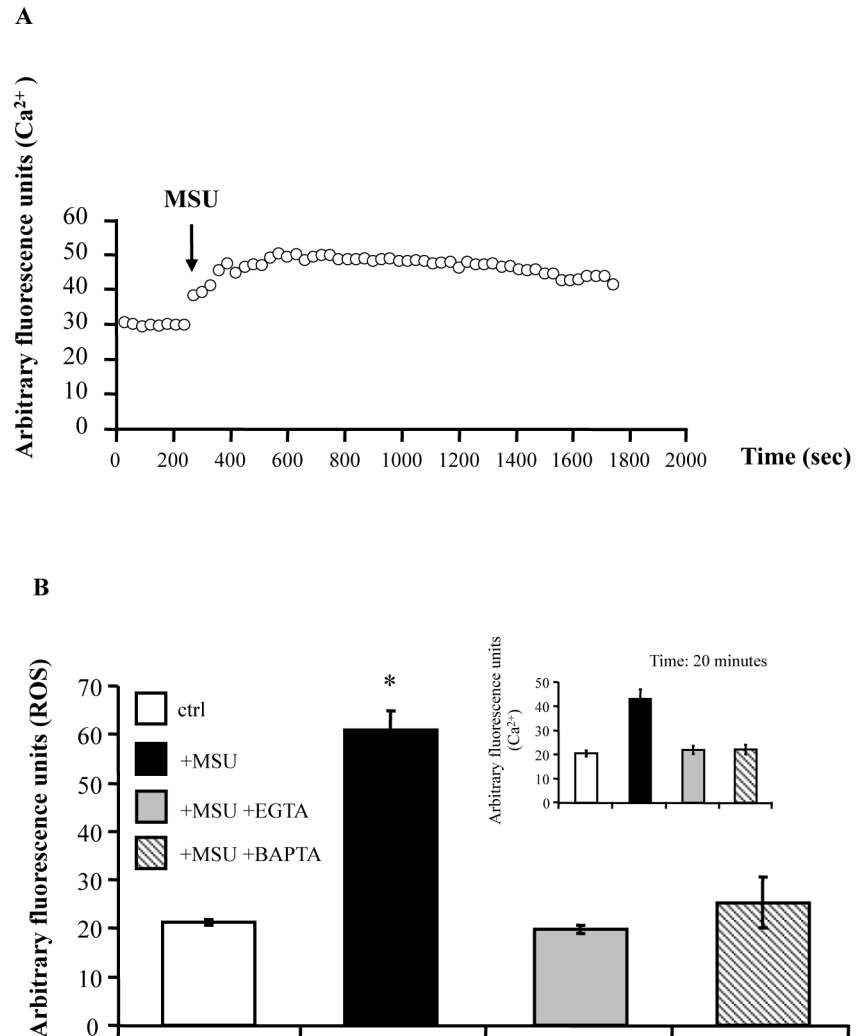 A
Arbitrary fluorescence units (Ca²⁺)
MSU
60
50
40
30
20
10
0
0 200 400 600 800 1000 1200 1400 1600 1800 2000
Time (sec)
B
Arbitrary fluorescence units (ROS)
70
60
50
40
30
20
10
0
ctrl
+MSU
+MSU +EGTA
+MSU +BAPTA
*
Arbitrary fluorescence units
(Ca²⁺)
Time: 20 minutes
50
40
30
20
10
0